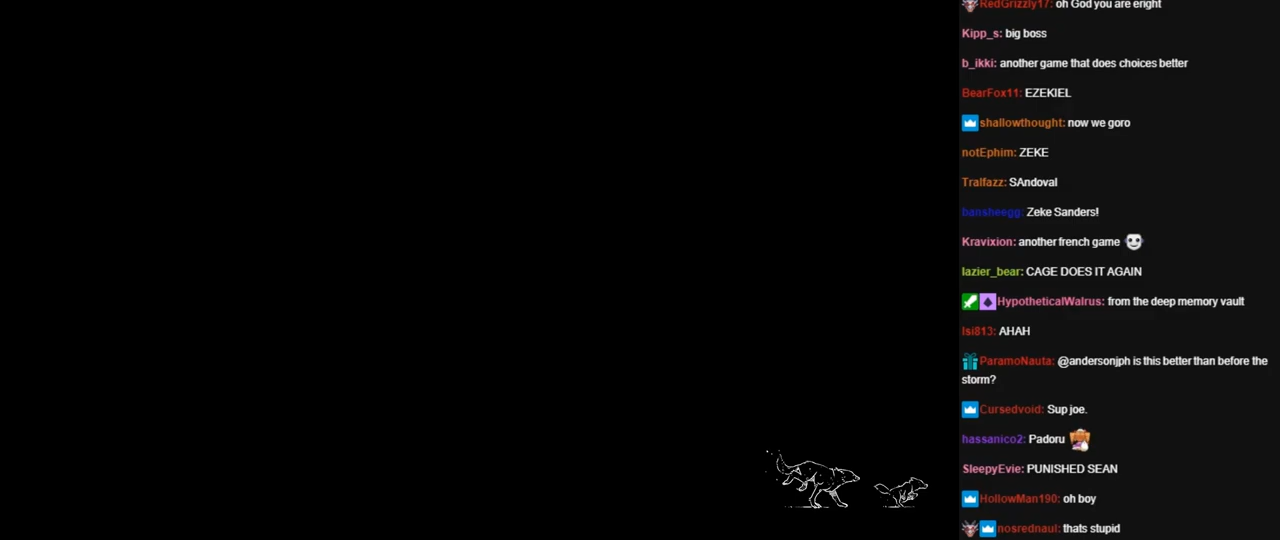 RedGrizzly17: oh God you are eright
Kipp_s: big boss
b_ikki: another game that does choices better
BearFox11: EZEKIEL
shallowthought: now we goro
notEphim: ZEKE
Tralfazz: SAndoval
bansheegg: Zeke Sanders!
Kravixion: another french game
lazier_bear: CAGE DOES IT AGAIN
HypotheticalWalrus: from the deep memory vault
Isi813: AHAH
ParamoNauta: @andersonjph is this better than before the
storm?
Cursedvoid: Sup joe.
hassanico2: Padoru
SleepyEvie: PUNISHED SEAN
HollowMan190: oh boy
nosrednaul: thats stupid